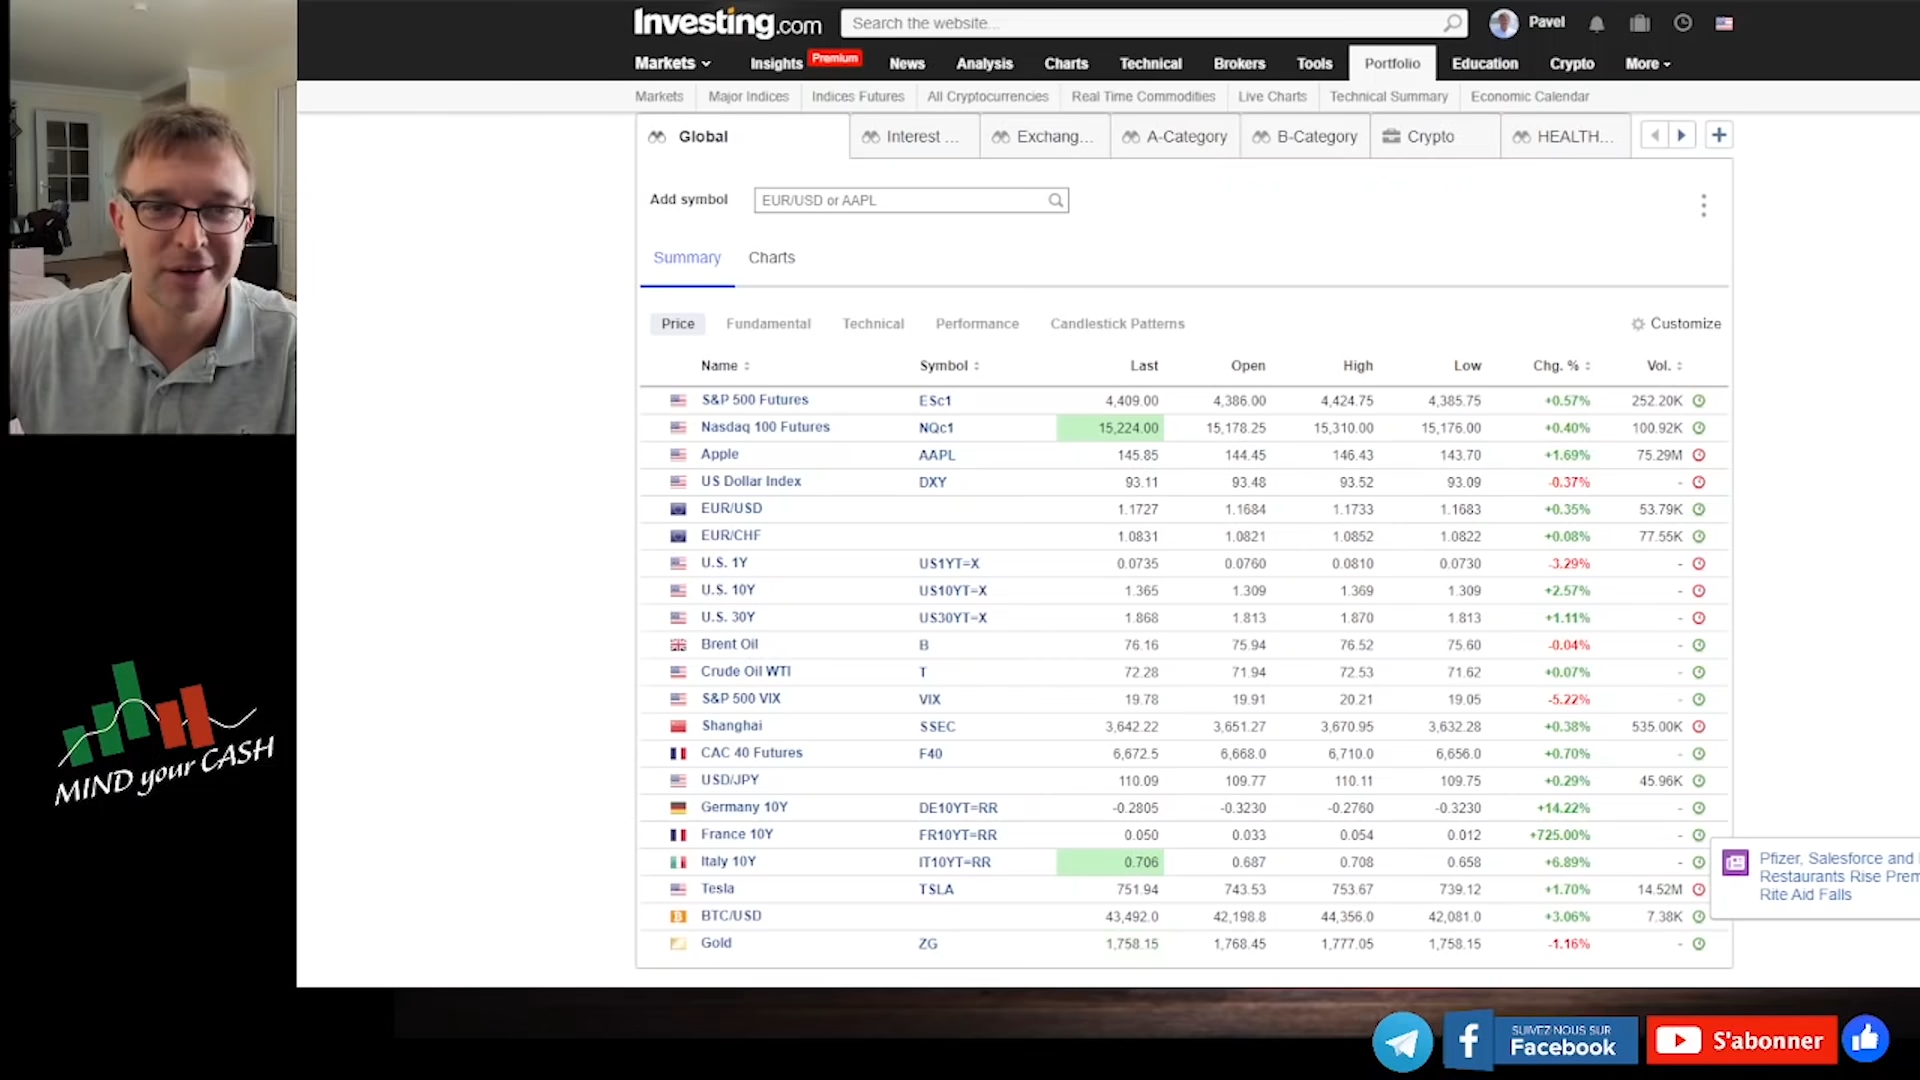 Investing.com
Search the website...
Pavel
Markets
Insights
Premium
News
Analysis
Charts
Technical
Brokers
Tools
Portfolio
Education
Crypto
More
Markets
Major Indices
Indices Futures
All Cryptocurrencies
Real Time Commodities
Live Charts
Technical Summary
Economic Calendar
Global
Interest ...
Exchang...
A-Category
B-Category
Crypto
HEALTH...
Add symbol
EUR/USD or AAPL
Summary
Charts
Price
Fundamental
Technical
Performance
Candlestick Patterns
Customize
Name Symbol Last Open High Low Chg. % Vol.
S&P 500 Futures ESc1 4,409.00 4,386.00 4,424.75 4,385.75 +0.57% 252.20K
Nasdaq 100 Futures NQc1 15,224.00 15,178.25 15,310.00 15,176.00 +0.40% 100.92K
Apple AAPL 145.85 144.45 146.43 143.70 +1.69% 75.29M
US Dollar Index DXY 93.11 93.48 93.52 93.09 -0.37% -
EUR/USD 1.1727 1.1684 1.1733 1.1683 +0.35% 53.79K
EUR/CHF 1.0831 1.0821 1.0852 1.0822 +0.08% 77.55K
U.S. 1Y US1YT=X 0.0735 0.0760 0.0810 0.0730 -3.29% -
U.S. 10Y US10YT=X 1.365 1.309 1.369 1.309 +2.57% -
U.S. 30Y US30YT=X 1.868 1.813 1.870 1.813 +1.11% -
Brent Oil B 76.16 75.94 76.52 75.60 -0.04% -
Crude Oil WTI T 72.28 71.94 72.53 71.62 +0.07% -
S&P 500 VIX VIX 19.78 19.91 20.21 19.05 -5.22% -
Shanghai SSEC 3,642.22 3,651.27 3,670.95 3,632.28 +0.38% 535.00K
CAC 40 Futures F40 6,672.5 6,668.0 6,710.0 6,656.0 +0.70% -
USD/JPY 110.09 109.77 110.11 109.75 +0.29% 45.96K
Germany 10Y DE10YT=RR -0.2805 -0.3230 -0.2760 -0.3230 +14.22% -
France 10Y FR10YT=RR 0.050 0.033 0.054 0.012 +725.00% -
Italy 10Y IT10YT=RR 0.706 0.687 0.708 0.658 +6.89% -
Tesla TSLA 751.94 743.53 753.67 739.12 +1.70% 14.52M
BTC/USD 43,492.0 42,198.8 44,356.0 42,081.0 +3.06% 7.38K
Gold ZG 1,758.15 1,768.45 1,777.05 1,758.15 -1.16% -
Pfizer, Salesforce and
Restaurants Rise Prem
Rite Aid Falls
MIND your CASH
SUIVEZ-NOUS SUR
Facebook
S'abonner